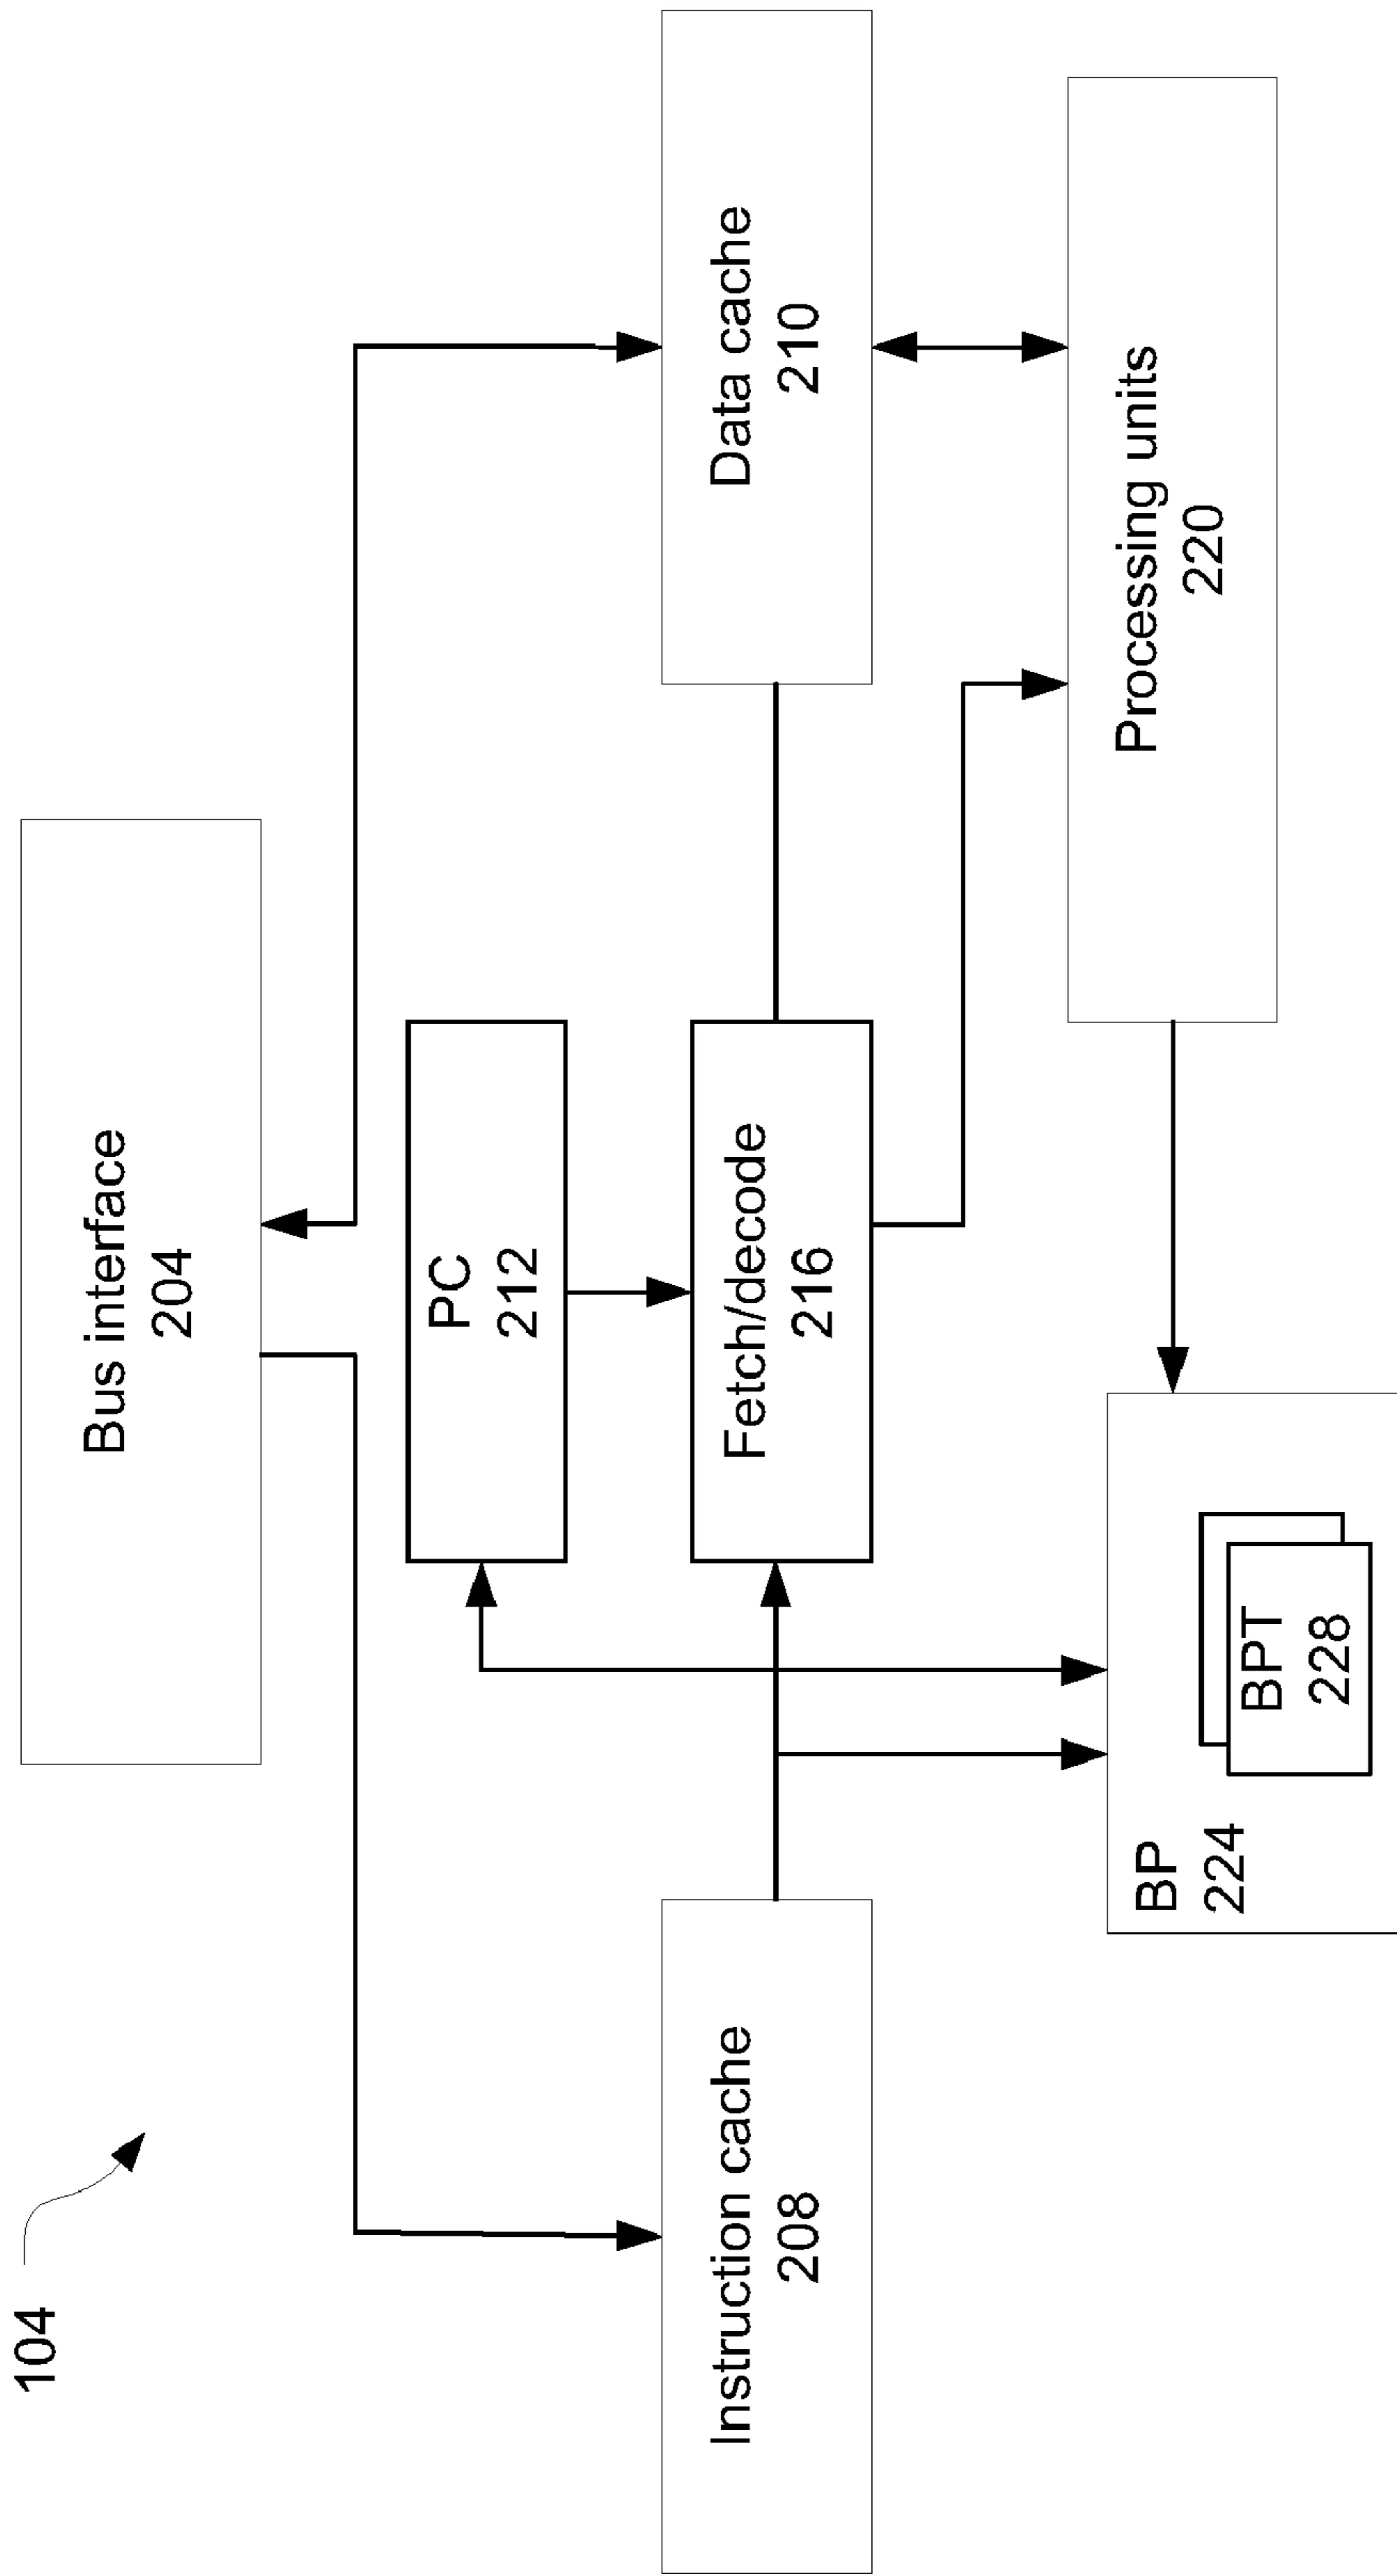 104
Bus interface
204
PC
212
Instruction cache
208
Fetch/decode
216
Data cache
210
BP
224
BPT
228
Processing units
220